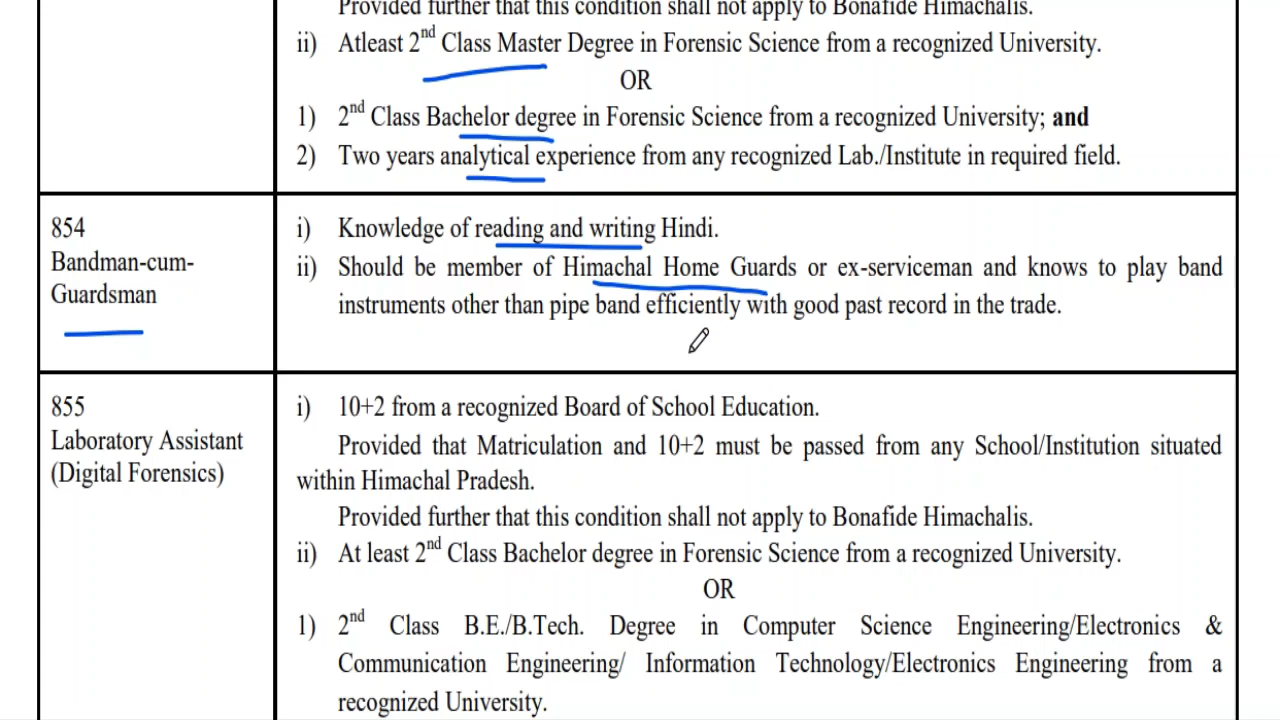 Provided further that this condition shall not apply to Bonafide Himachalis.
ii) Atleast 2nd Class Master Degree in Forensic Science from a recognized University.
OR
1) 2nd Class Bachelor degree in Forensic Science from a recognized University; and
2) Two years analytical experience from any recognized Lab./Institute in required field.
854
Bandman-cum-
Guardsman
i) Knowledge of reading and writing Hindi.
ii) Should be member of Himachal Home Guards or ex-serviceman and knows to play band
instruments other than pipe band efficiently with good past record in the trade.
855
Laboratory Assistant
(Digital Forensics)
i) 10+2 from a recognized Board of School Education.
Provided that Matriculation and 10+2 must be passed from any School/Institution situated
within Himachal Pradesh.
Provided further that this condition shall not apply to Bonafide Himachalis.
ii) At least 2nd Class Bachelor degree in Forensic Science from a recognized University.
OR
1) 2nd Class B.E./B.Tech. Degree in Computer Science Engineering/Electronics &
Communication Engineering/ Information Technology/Electronics Engineering from a
recognized University.